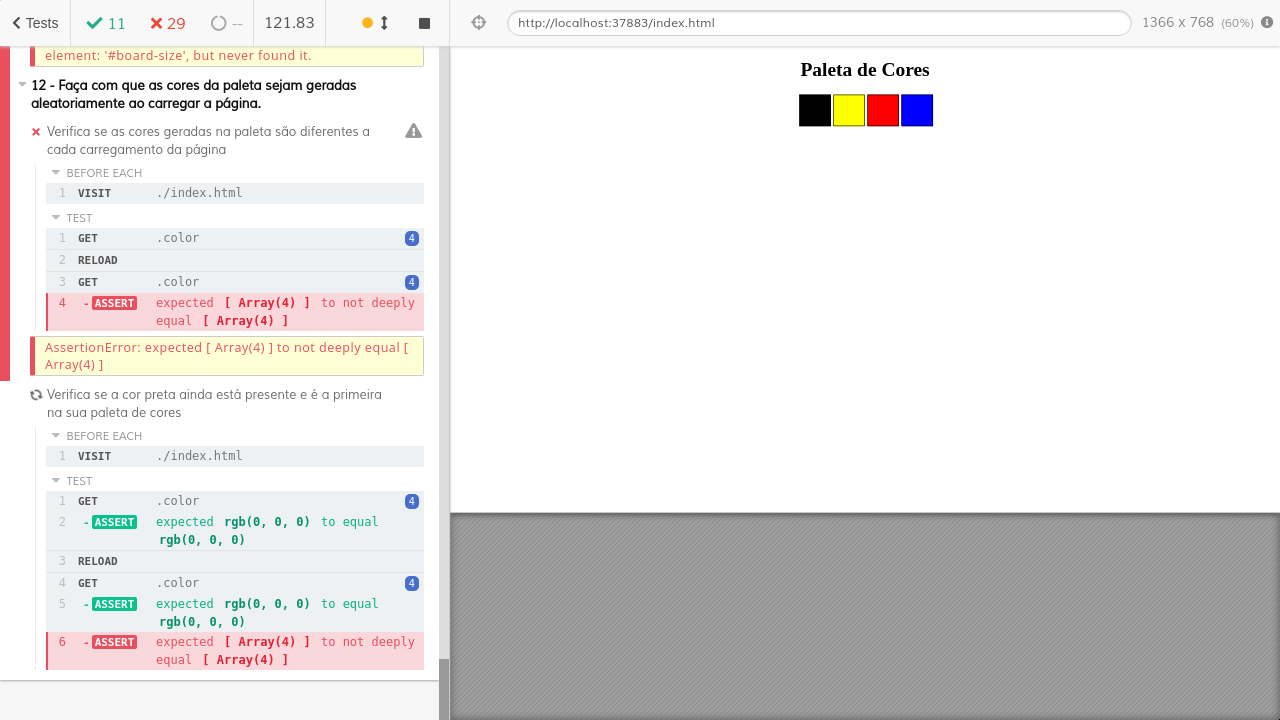 Tests
11
29
--
121.83
http://localhost:37883/index.html
1366 x 768 (60%)
element: '#board-size', but never found it.
12 - Faça com que as cores da paleta sejam geradas
aleatoriamente ao carregar a página.
Verifica se as cores geradas na paleta são diferentes a
cada carregamento da página
BEFORE EACH
1 VISIT ./index.html
TEST
1 GET .color 4
2 RELOAD
3 GET .color 4
4 - ASSERT expected [ Array(4) ] to not deeply
equal [ Array(4) ]
AssertionError: expected [ Array(4) ] to not deeply equal [
Array(4) ]
Verifica se a cor preta ainda está presente e é a primeira
na sua paleta de cores
BEFORE EACH
1 VISIT ./index.html
TEST
1 GET .color 4
2 - ASSERT expected rgb(0, 0, 0) to equal
rgb(0, 0, 0)
3 RELOAD
4 GET .color 4
5 - ASSERT expected rgb(0, 0, 0) to equal
rgb(0, 0, 0)
6 - ASSERT expected [ Array(4) ] to not deeply
equal [ Array(4) ]
Paleta de Cores